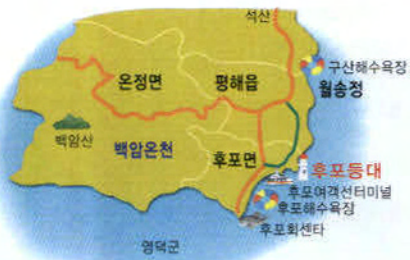 석산
구산해수욕장
온정면
평해읍
월송정
백암산
백암온천
후포면
후포등대
후포여객선터미널
후포해수욕장
후포회센타
영덕군